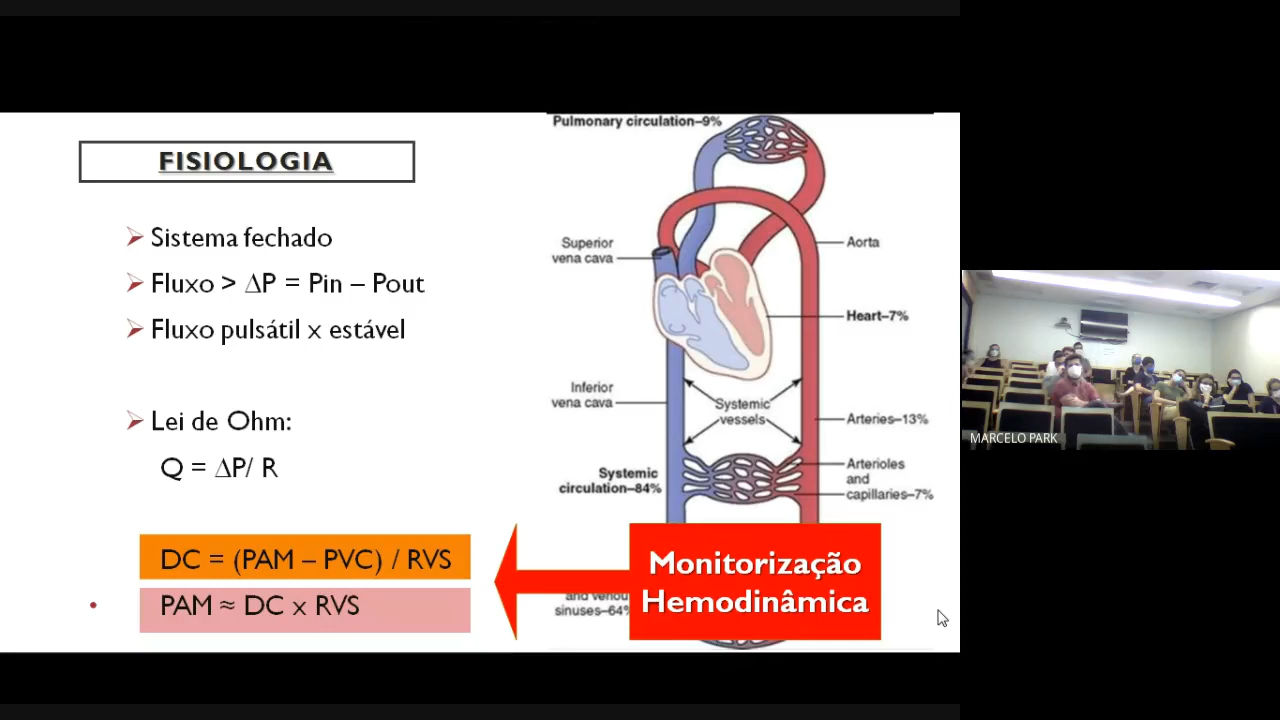 FISIOLOGIA
Sistema fechado
Fluxo > ΔP = Pin – Pout
Fluxo pulsátil x estável
Lei de Ohm:
Q = ΔP/ R
DC = (PAM – PVC) / RVS
PAM ≈ DC x RVS
Pulmonary circulation–9%
Superior
vena cava
Aorta
Heart–7%
Inferior
vena cava
Systemic
vessels
Arteries–13%
Systemic
circulation–84%
Arterioles
and
capillaries–7%
Monitorização
Hemodinâmica
and venou
sinuses–64%
MARCELO PARK